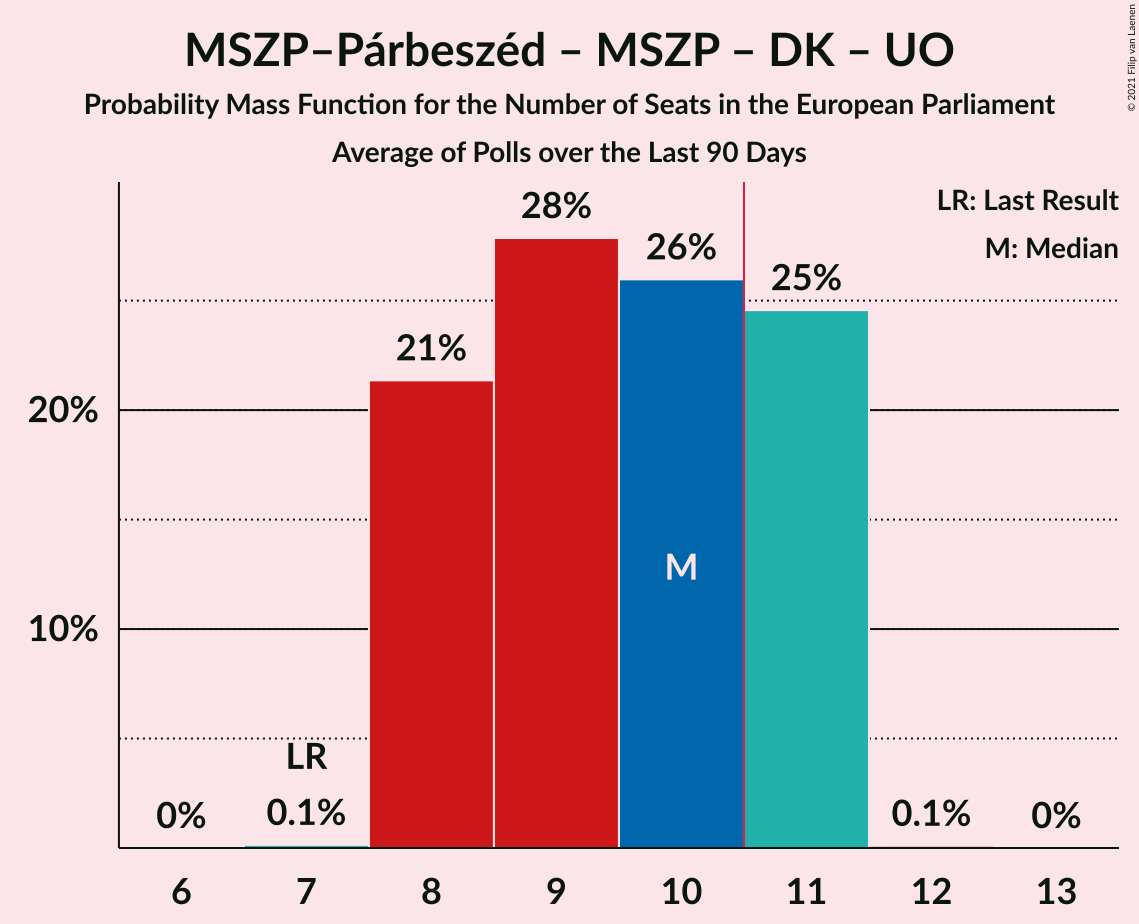 MSZP–Párbeszéd – MSZP – DK – UO
Probability Mass Function for the Number of Seats in the European Parliament
Average of Polls over the Last 90 Days
© 2021 Filip van Laenen
LR: Last Result
M: Median
28%
26%
25%
21%
20%
M
10%
LR
0%
0.1%
0.1%
0%
6
7
8
9
10
11
12
13